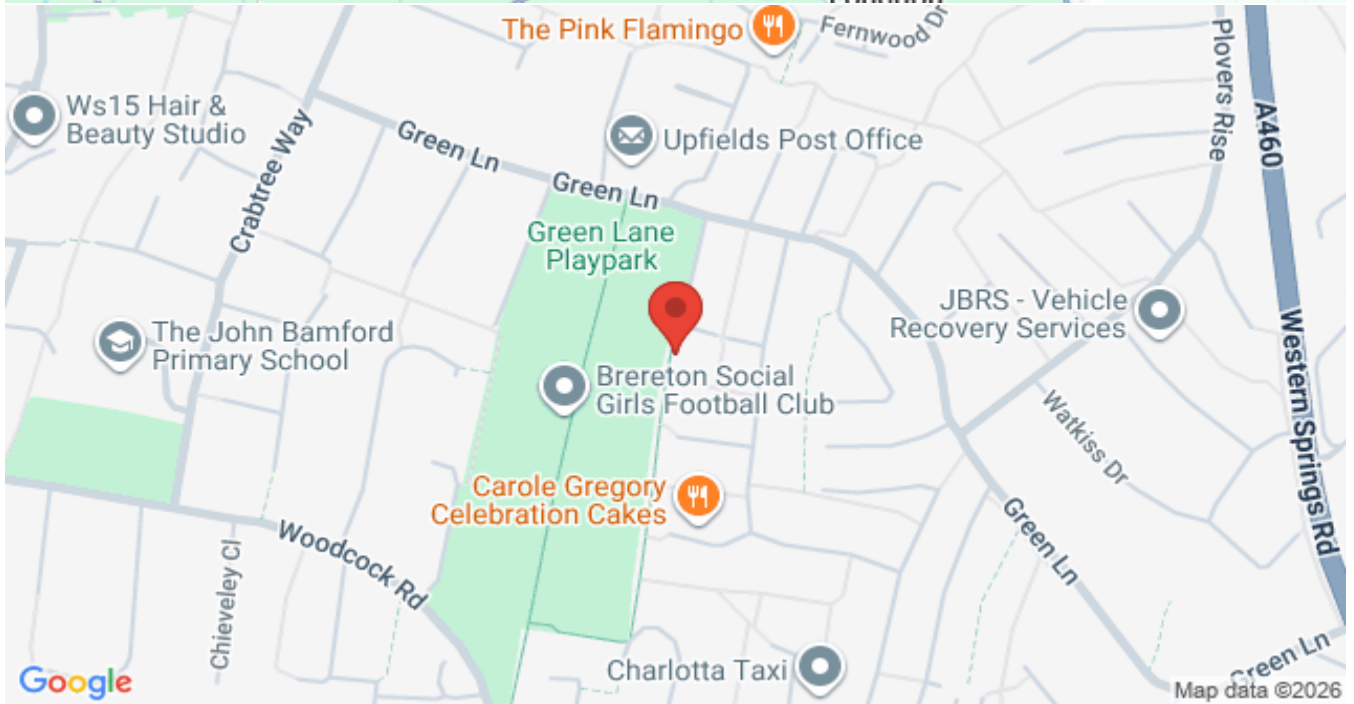 The Pink Flamingo
Fernwood Dr
Plovers Rise
A460
Ws15 Hair &
Beauty Studio
Crabtree Way
Green Ln
Upfields Post Office
Green Ln
Green Lane
Playpark
JBRS - Vehicle
Recovery Services
Western Springs Rd
The John Bamford
Primary School
Brereton Social
Girls Football Club
Watkiss Dr
Carole Gregory
Celebration Cakes
Green Ln
Woodcock Rd
Chieveley Cl
Charlotta Taxi
Green Ln
Google
Map data ©2026